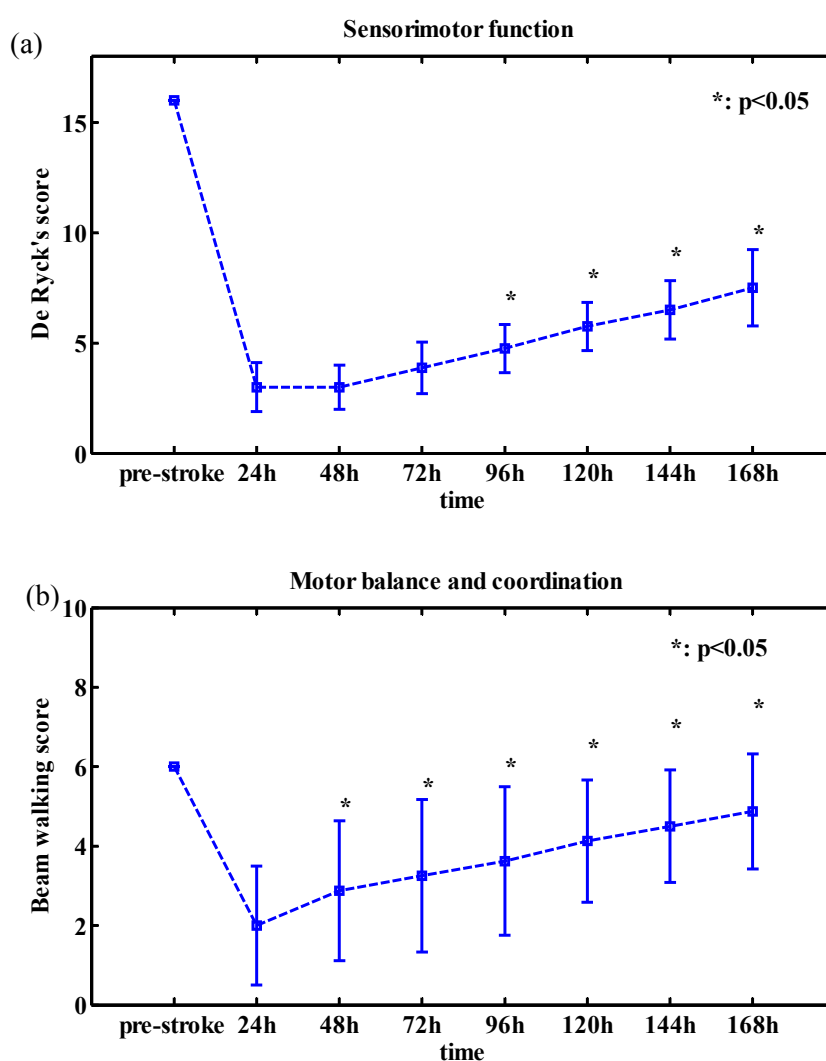 (a)
Sensorimotor function
*: p<0.05
De Ryck's score
15
10
5
0
* * * *
pre-stroke 24h 48h 72h 96h 120h 144h 168h
time
(b)
Motor balance and coordination
*: p<0.05
Beam walking score
10
8
6
4
2
0
* * * * * *
pre-stroke 24h 48h 72h 96h 120h 144h 168h
time